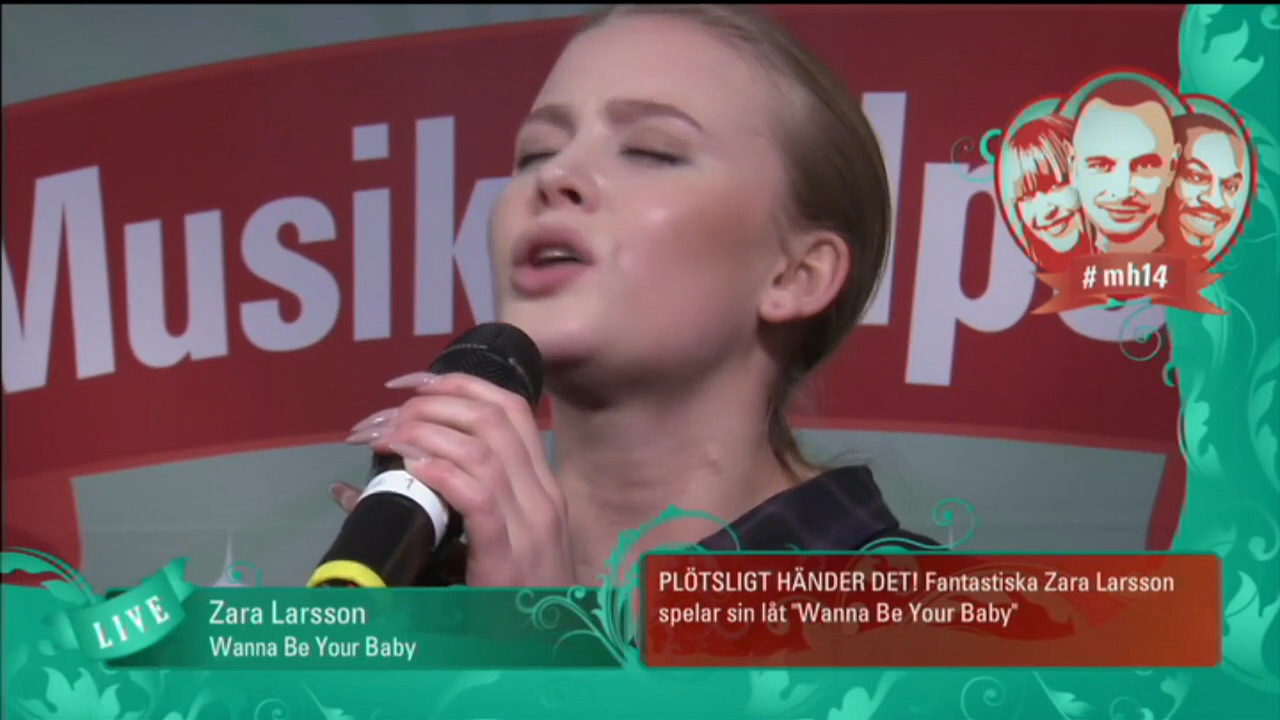 Musik
lp
# mh14
LIVE
Zara Larsson
Wanna Be Your Baby
PLÖTSLIGT HÄNDER DET! Fantastiska Zara Larsson
spelar sin låt "Wanna Be Your Baby"